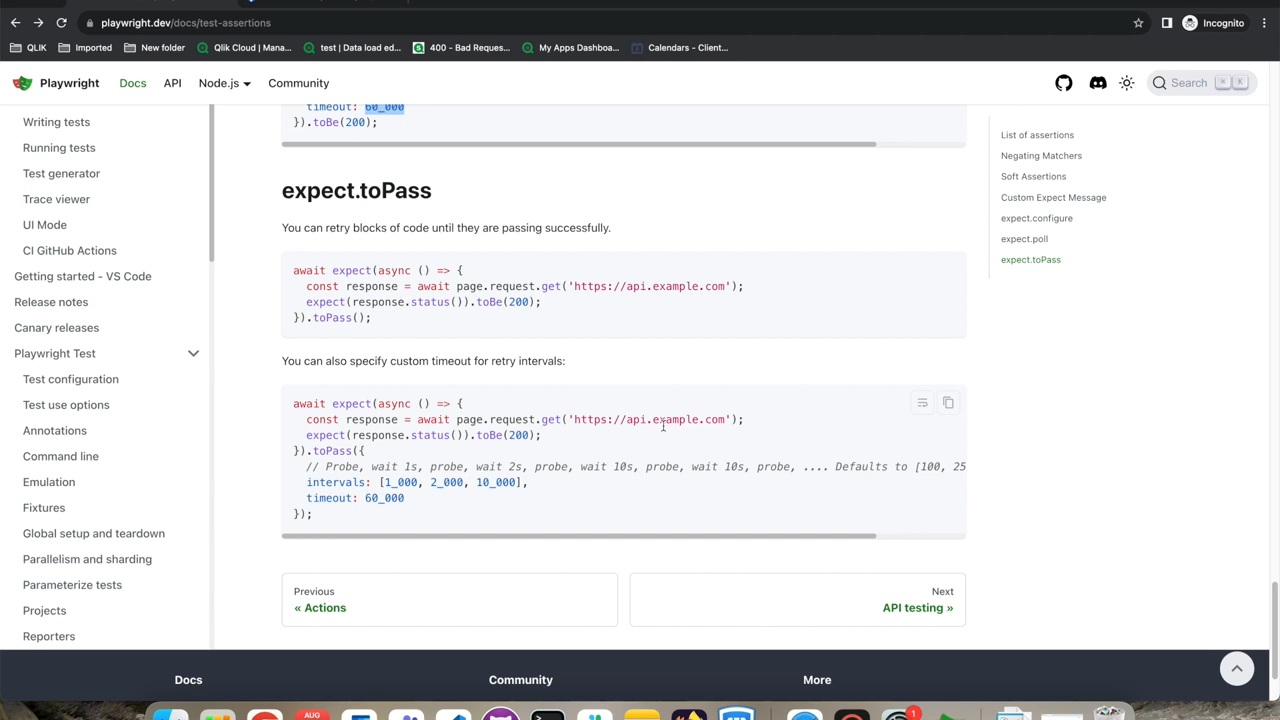 playwright.dev/docs/test-assertions
Incognito
QLIK
Imported
New folder
Qlik Cloud | Mana...
test | Data load ed...
400 - Bad Reques...
My Apps Dashboa...
Calendars - Client...
Playwright
Docs
API
Node.js
Community
Search
K
Writing tests
Running tests
Test generator
Trace viewer
UI Mode
CI GitHub Actions
Getting started - VS Code
Release notes
Canary releases
Playwright Test
Test configuration
Test use options
Annotations
Command line
Emulation
Fixtures
Global setup and teardown
Parallelism and sharding
Parameterize tests
Projects
Reporters
timeout: 60_000
}).toBe(200);
expect.toPass
You can retry blocks of code until they are passing successfully.
await expect(async () => {
const response = await page.request.get('https://api.example.com');
expect(response.status()).toBe(200);
}).toPass();
You can also specify custom timeout for retry intervals:
await expect(async () => {
const response = await page.request.get('https://api.example.com');
expect(response.status()).toBe(200);
}).toPass({
// Probe, wait 1s, probe, wait 2s, probe, wait 10s, probe, wait 10s, probe, .... Defaults to [100, 25
intervals: [1_000, 2_000, 10_000],
timeout: 60_000
});
Previous
« Actions
Next
API testing »
List of assertions
Negating Matchers
Soft Assertions
Custom Expect Message
expect.configure
expect.poll
expect.toPass
Docs
Community
More
AUG
1